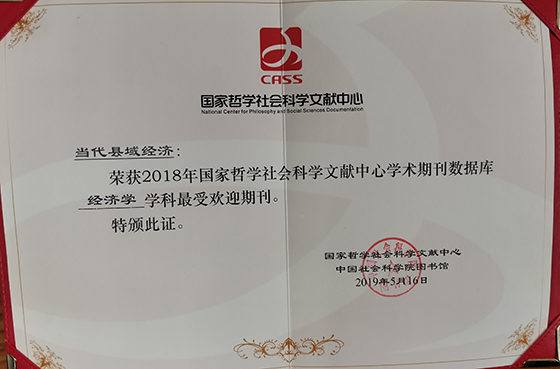 CASS
国家哲学社会科学文献中心
National Center for Philosophy and Social Sciences Documentation
当代县域经济：
荣获2018年国家哲学社会科学文献中心学术期刊数据库
经济学 学科最受欢迎期刊。
特颁此证。
国家哲学社会科学文献中心
中国社会科学院图书馆
2019年5月16日